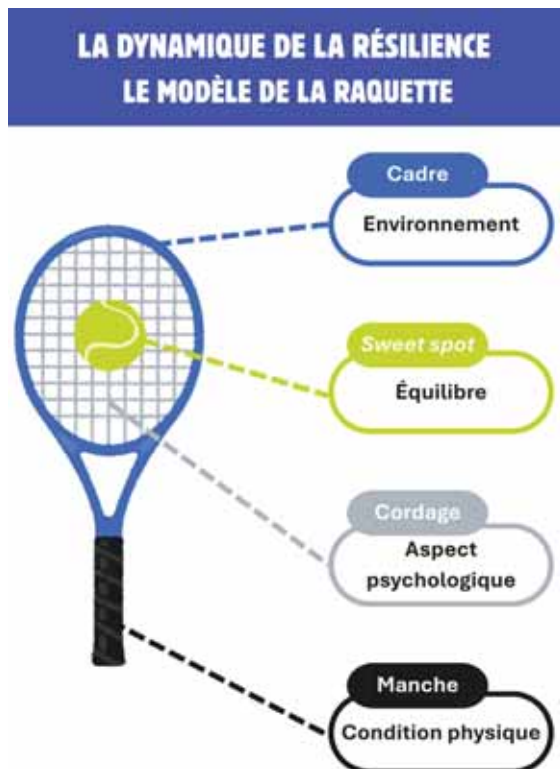 LA DYNAMIQUE DE LA RÉSILIENCE
LE MODÈLE DE LA RAQUETTE
Cadre
Environnement
Sweet spot
Équilibre
Cordage
Aspect
psychologique
Manche
Condition physique